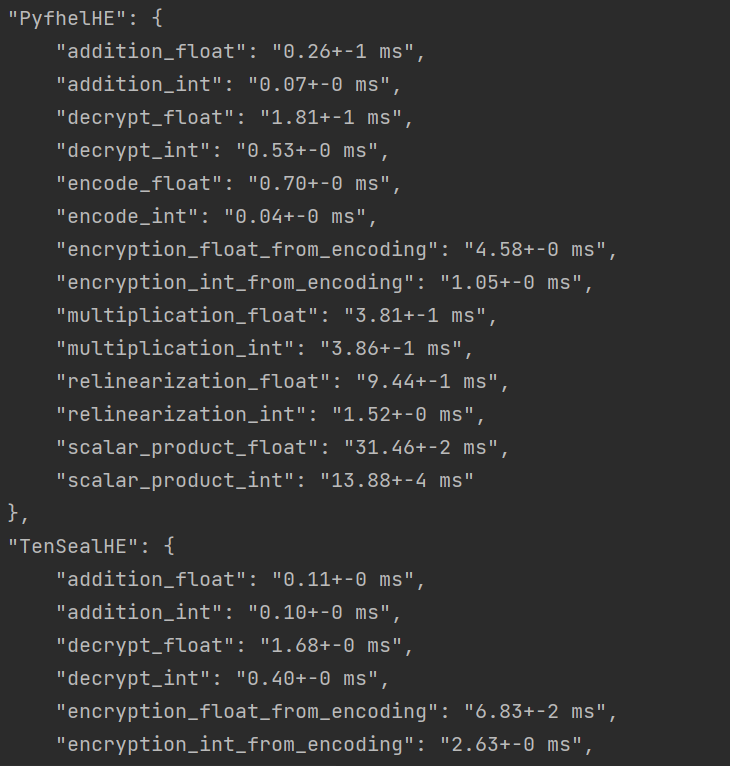 "PyfhelHE": {
"addition_float": "0.26+-1 ms",
"addition_int": "0.07+-0 ms",
"decrypt_float": "1.81+-1 ms",
"decrypt_int": "0.53+-0 ms",
"encode_float": "0.70+-0 ms",
"encode_int": "0.04+-0 ms",
"encryption_float_from_encoding": "4.58+-0 ms",
"encryption_int_from_encoding": "1.05+-0 ms",
"multiplication_float": "3.81+-1 ms",
"multiplication_int": "3.86+-1 ms",
"relinearization_float": "9.44+-1 ms",
"relinearization_int": "1.52+-0 ms",
"scalar_product_float": "31.46+-2 ms",
"scalar_product_int": "13.88+-4 ms"
},
"TenSealHE": {
"addition_float": "0.11+-0 ms",
"addition_int": "0.10+-0 ms",
"decrypt_float": "1.68+-0 ms",
"decrypt_int": "0.40+-0 ms",
"encryption_float_from_encoding": "6.83+-2 ms",
"encryption_int_from_encoding": "2.63+-0 ms",